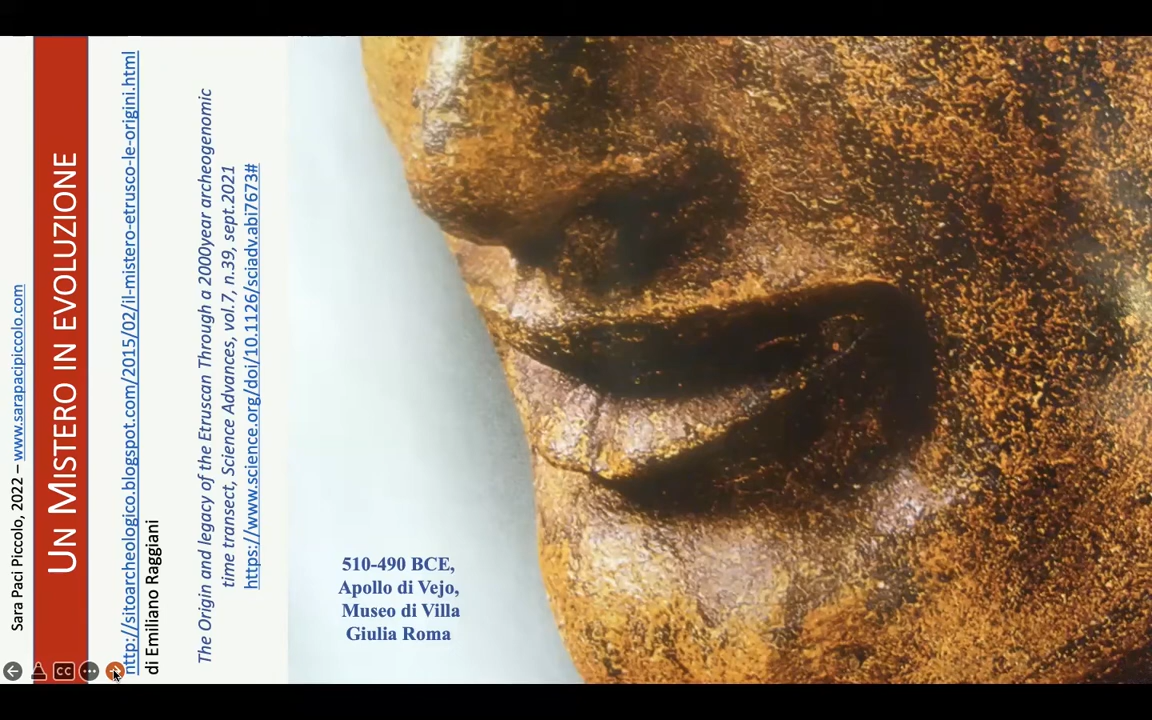 Sara Paci Piccolo, 2022 – www.sarapacipiccolo.com
UN MISTERO IN EVOLUZIONE
http://sitoarcheologico.blogspot.com/2015/02/il-mistero-etrusco-le-origini.html
di Emiliano Raggiani
The Origin and legacy of the Etruscan Through a 2000year archeogenomic
time transect, Science Advances, vol.7, n.39, sept.2021
https://www.science.org/doi/10.1126/sciadv.abi7673#
510-490 BCE,
Apollo di Vejo,
Museo di Villa
Giulia Roma
CC